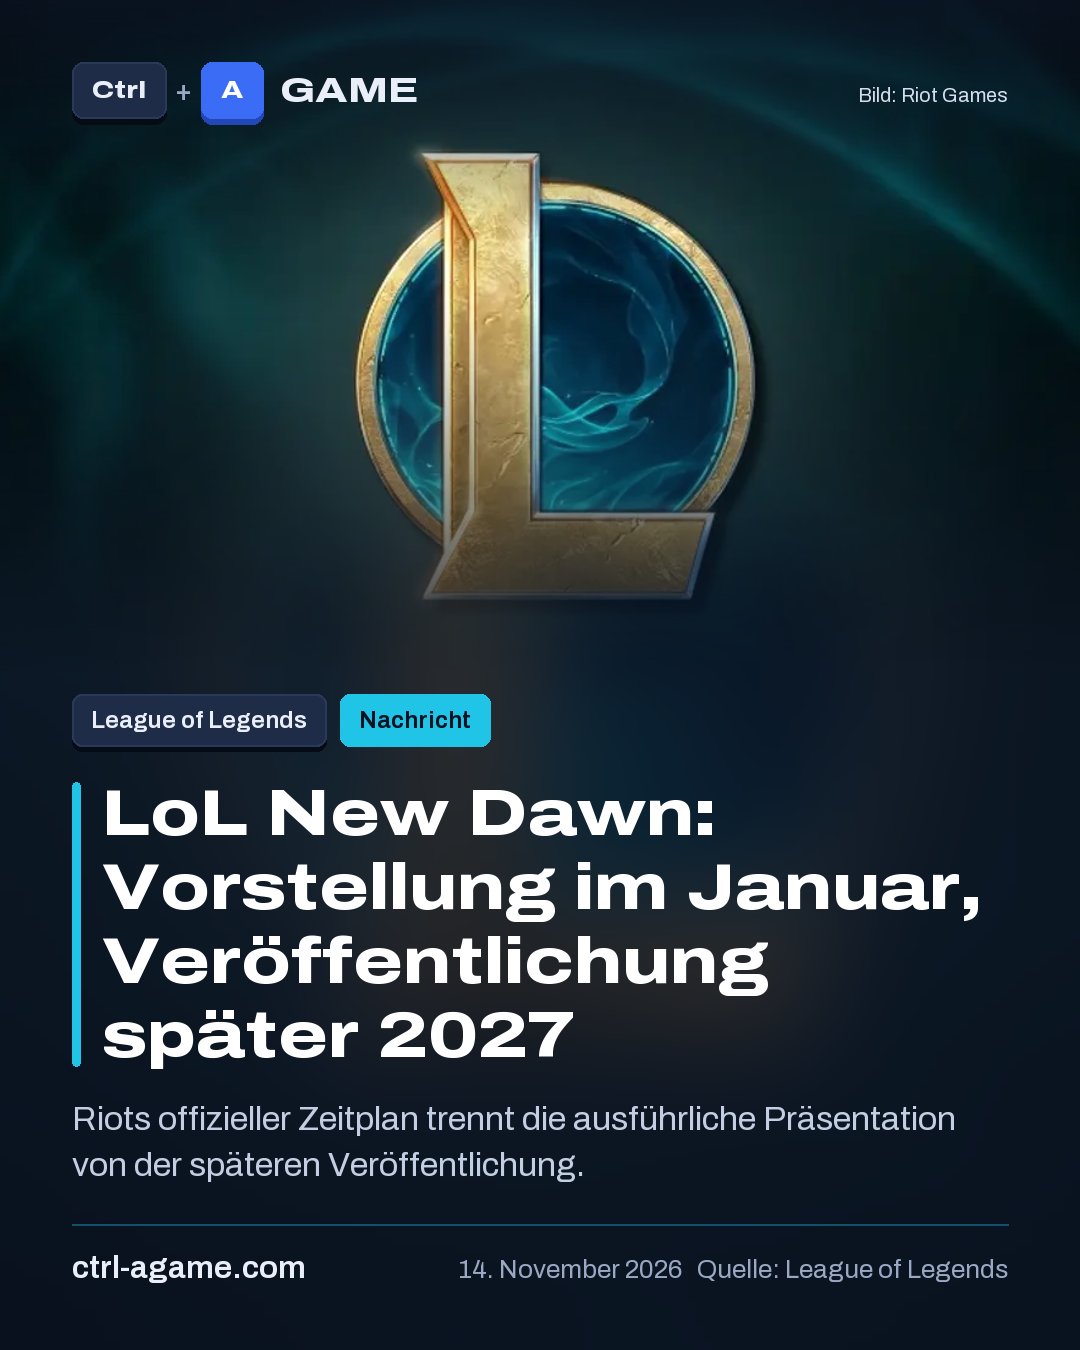 Ctrl + A GAME
Bild: Riot Games
League of Legends
Nachricht
LoL New Dawn:
Vorstellung im Januar,
Veröffentlichung
später 2027
Riots offizieller Zeitplan trennt die ausführliche Präsentation
von der späteren Veröffentlichung.
ctrl-agame.com
14. November 2026 Quelle: League of Legends